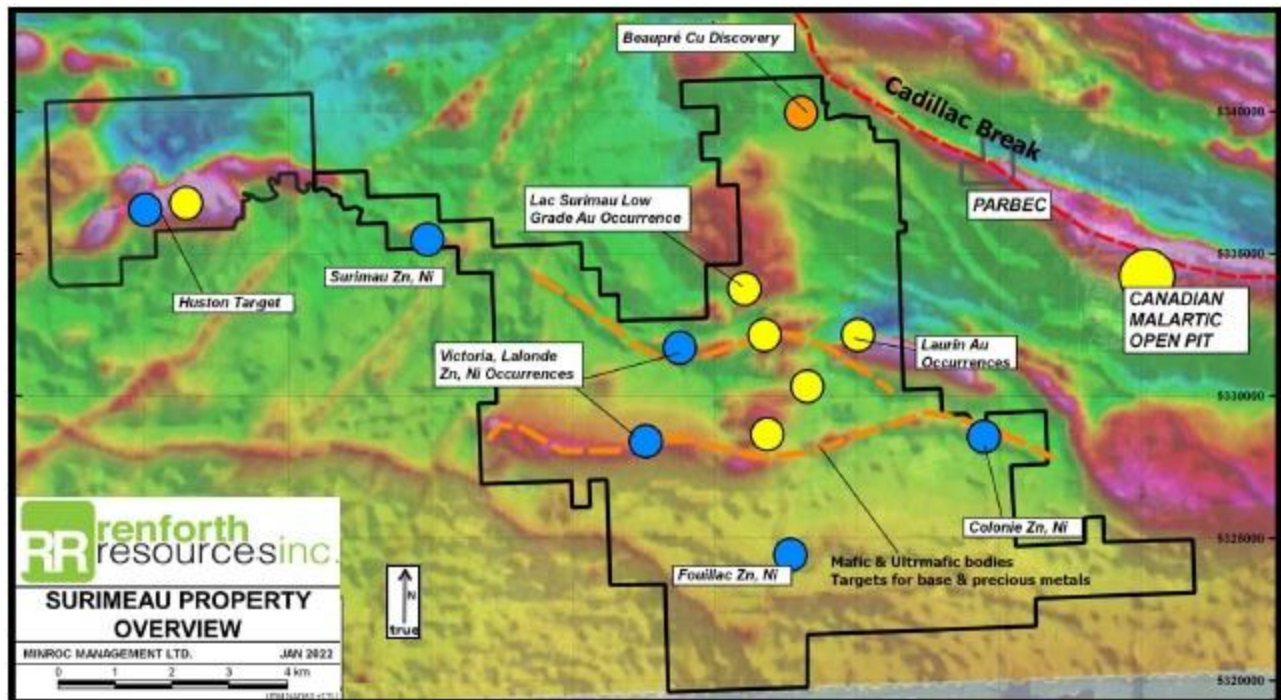 Beaupré Cu Discovery
Cadillac Break
5340000
Lac Surimau Low
Grade Au Occurrence
PARBEC
5335000
Surimau Zn, Ni
Huston Target
CANADIAN
MALARTIC
OPEN PIT
Victoria, Lalonde
Zn, Ni Occurrences
Laurin Au
Occurrences
5330000
Colonie Zn, Ni
5325000
Fouillac Zn, Ni
Mafic & Ultrmafic bodies
Targets for base & precious metals
RR renforth
resources inc.
SURIMEAU PROPERTY
OVERVIEW
MINROC MANAGEMENT LTD. JAN 2022
0 1 2 3 4 km
N
true
5320000